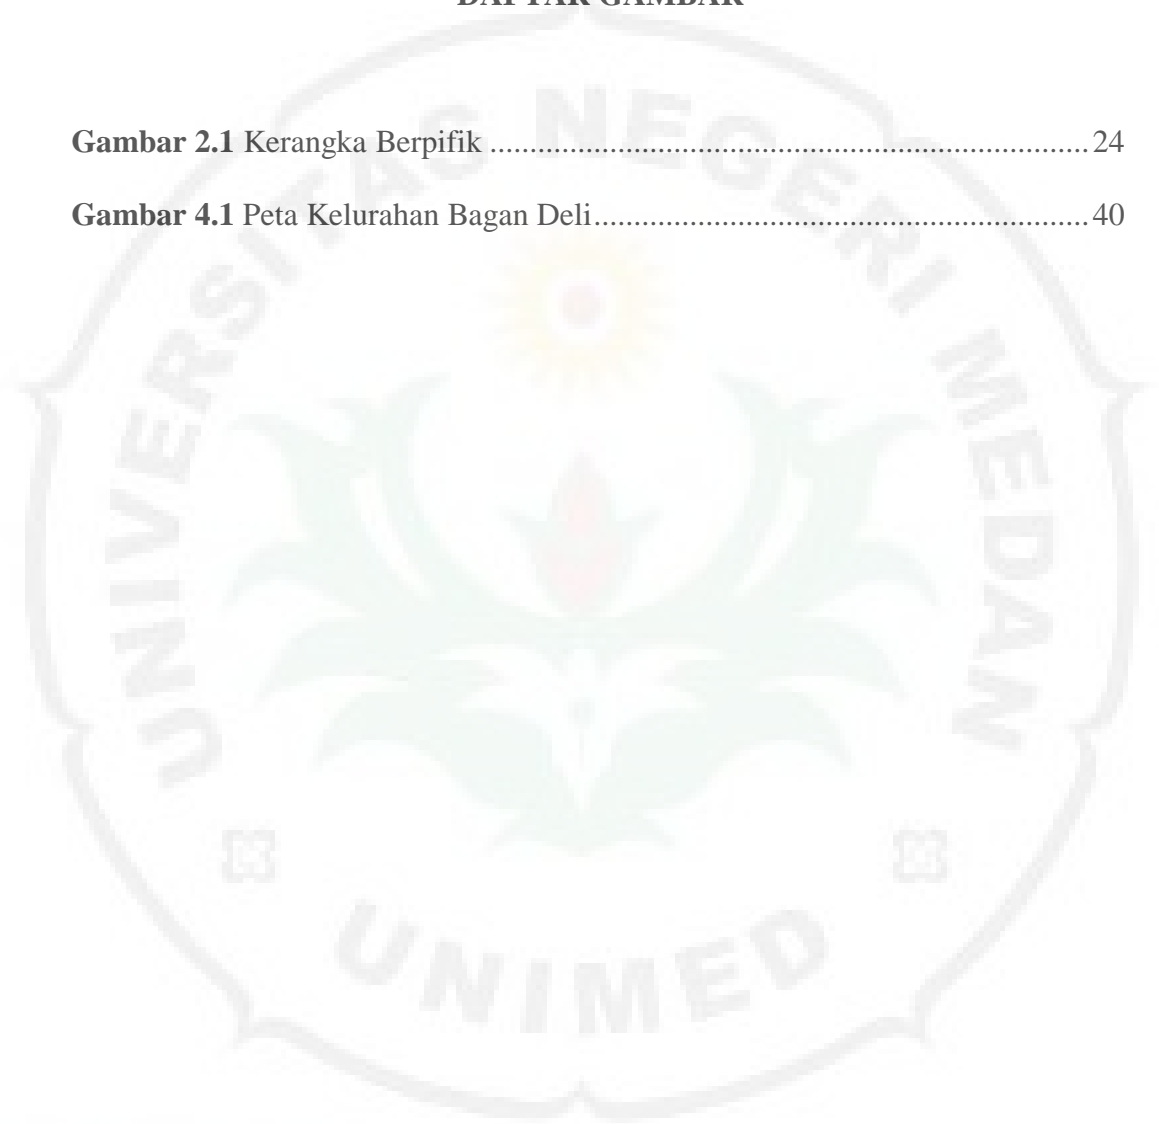 DAFTAR GAMBAR
Gambar 2.1 Kerangka Berpifik ........................................................................... 24
Gambar 4.1 Peta Kelurahan Bagan Deli .............................................................. 40
UNIVERSITAS NEGERI MEDAN
UNIMED